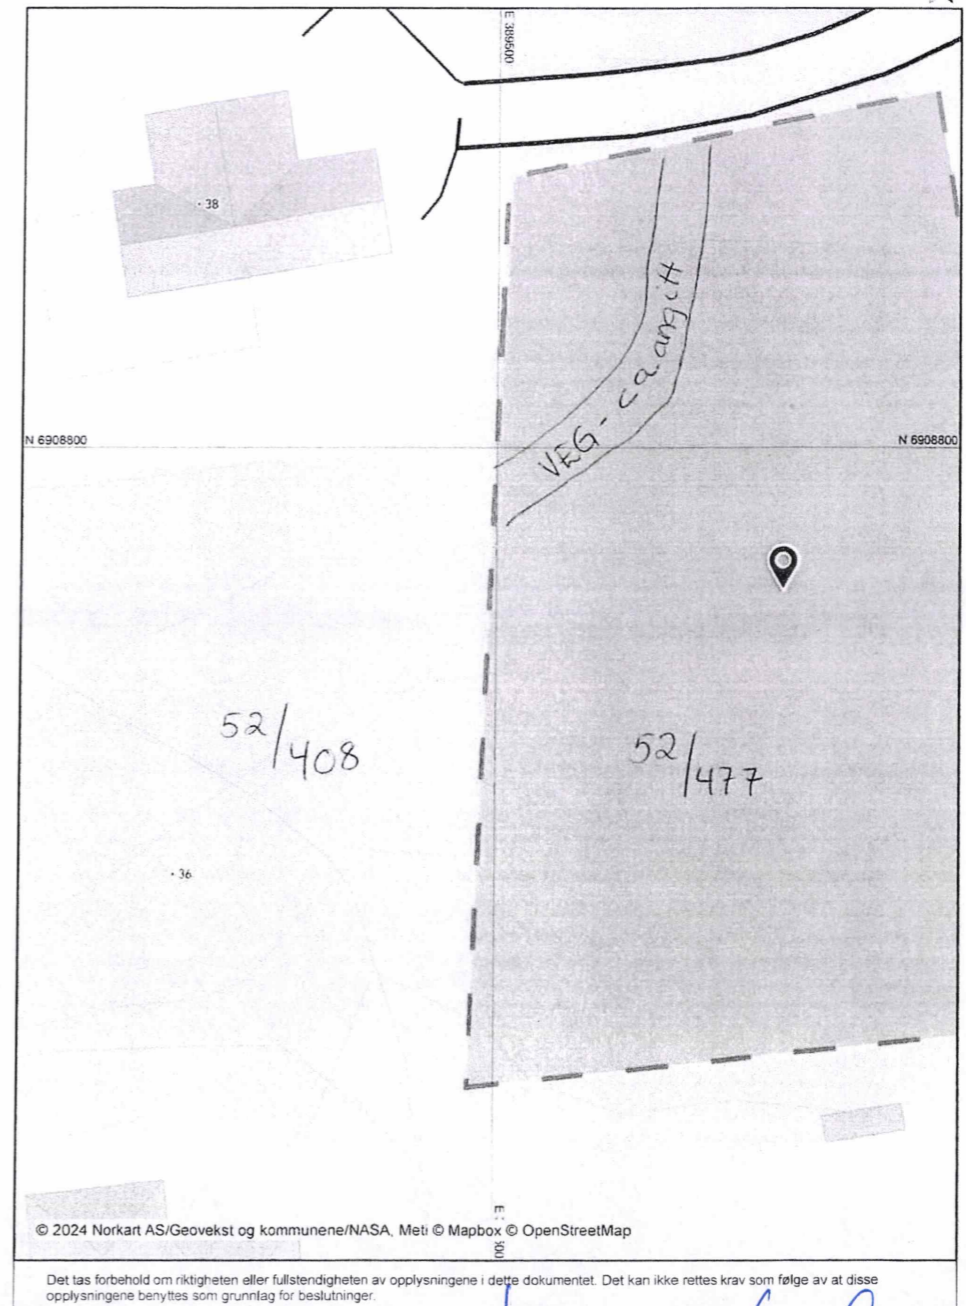 E 389500
38
VEG - ca. angitt
N 6908800
N 6908800
52/408
52/477
36
© 2024 Norkart AS/Geovekst og kommunene/NASA, Meti © Mapbox © OpenStreetMap
Det tas forbehold om riktigheten eller fullstendigheten av opplysningene i dette dokumentet. Det kan ikke rettes krav som følge av at disse
opplysningene benyttes som grunnlag for beslutninger.